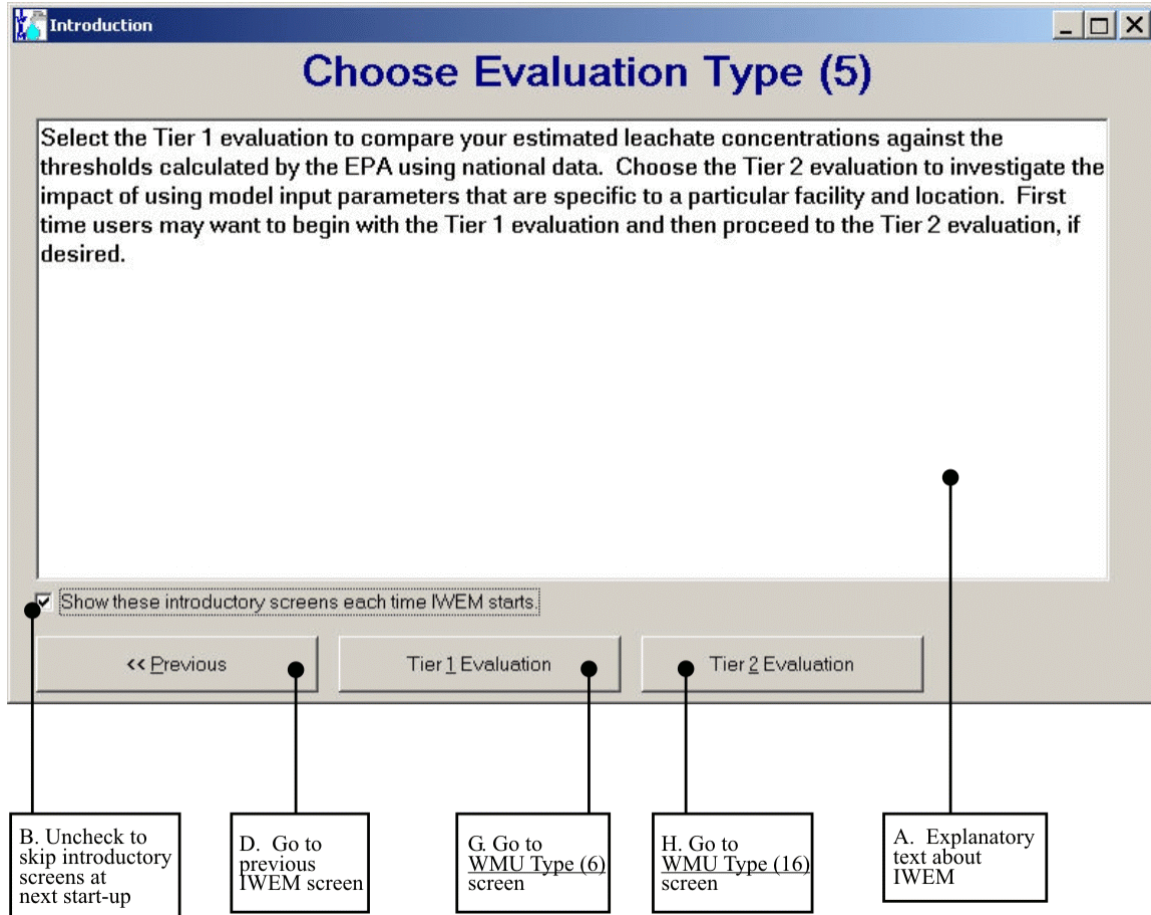 Introduction
Choose Evaluation Type (5)
Select the Tier 1 evaluation to compare your estimated leachate concentrations against the
thresholds calculated by the EPA using national data. Choose the Tier 2 evaluation to investigate the
impact of using model input parameters that are specific to a particular facility and location. First
time users may want to begin with the Tier 1 evaluation and then proceed to the Tier 2 evaluation, if
desired.
Show these introductory screens each time IWEM starts.
<< Previous
Tier 1 Evaluation
Tier 2 Evaluation
B. Uncheck to
skip introductory
screens at
next start-up
D. Go to
previous
IWEM screen
G. Go to
WMU Type (6)
screen
H. Go to
WMU Type (16)
screen
A. Explanatory
text about
IWEM